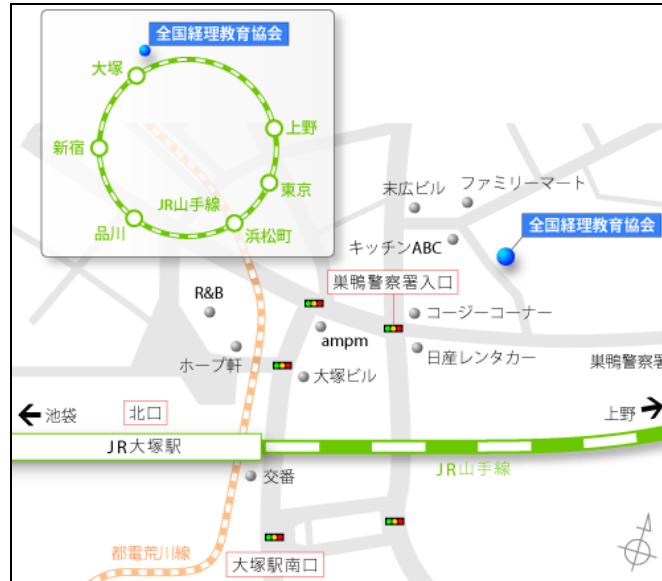 全国経理教育協会
大塚
新宿
上野
東京
JR山手線
品川
浜松町
末広ビル
ファミリーマート
全国経理教育協会
キッチンABC
巣鴨警察署入口
R&B
コージーコーナー
ampm
ホープ軒
日産レンタカー
巣鴨警察署
大塚ビル
池袋
北口
上野
JR大塚駅
JR山手線
交番
都電荒川線
大塚駅南口